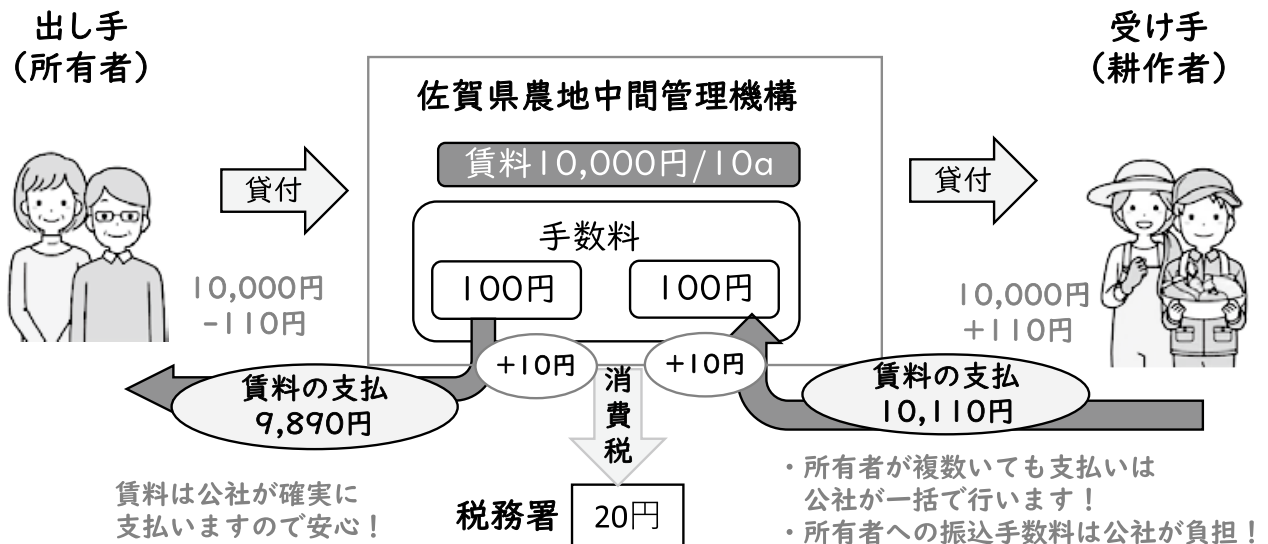 出し手
（所有者）
受け手
（耕作者）
佐賀県農地中間管理機構
賃料10,000円/10a
貸付
貸付
手数料
100円
100円
10,000円
-110円
10,000円
+110円
+10円
+10円
賃料の支払
9,890円
消費税
賃料の支払
10,110円
賃料は公社が確実に
支払いますので安心！
税務署
20円
・所有者が複数いても支払いは
公社が一括で行います！
・所有者への振込手数料は公社が負担！